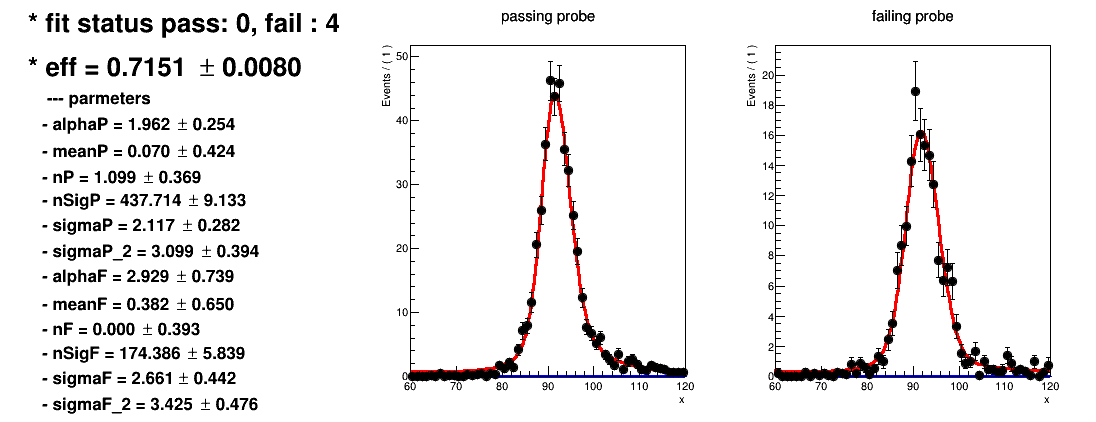 * fit status pass: 0, fail : 4
* eff = 0.7151 ± 0.0080
--- parmeters
- alphaP = 1.962 ± 0.254
- meanP = 0.070 ± 0.424
- nP = 1.099 ± 0.369
- nSigP = 437.714 ± 9.133
- sigmaP = 2.117 ± 0.282
- sigmaP_2 = 3.099 ± 0.394
- alphaF = 2.929 ± 0.739
- meanF = 0.382 ± 0.650
- nF = 0.000 ± 0.393
- nSigF = 174.386 ± 5.839
- sigmaF = 2.661 ± 0.442
- sigmaF_2 = 3.425 ± 0.476
passing probe
Events / ( 1 )
50
40
30
20
10
0
60 70 80 90 100 110 120
x
failing probe
Events / ( 1 )
20
18
16
14
12
10
8
6
4
2
0
60 70 80 90 100 110 120
x